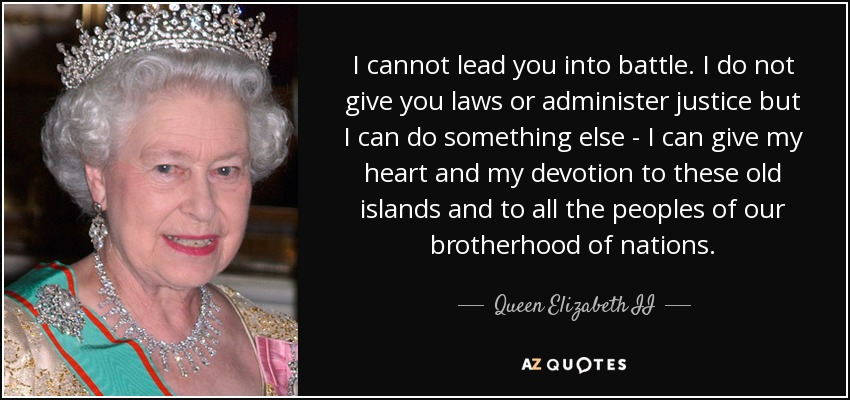 I cannot lead you into battle. I do not
give you laws or administer justice but
I can do something else - I can give my
heart and my devotion to these old
islands and to all the peoples of our
brotherhood of nations.
Queen Elizabeth II
AZ QUOTES